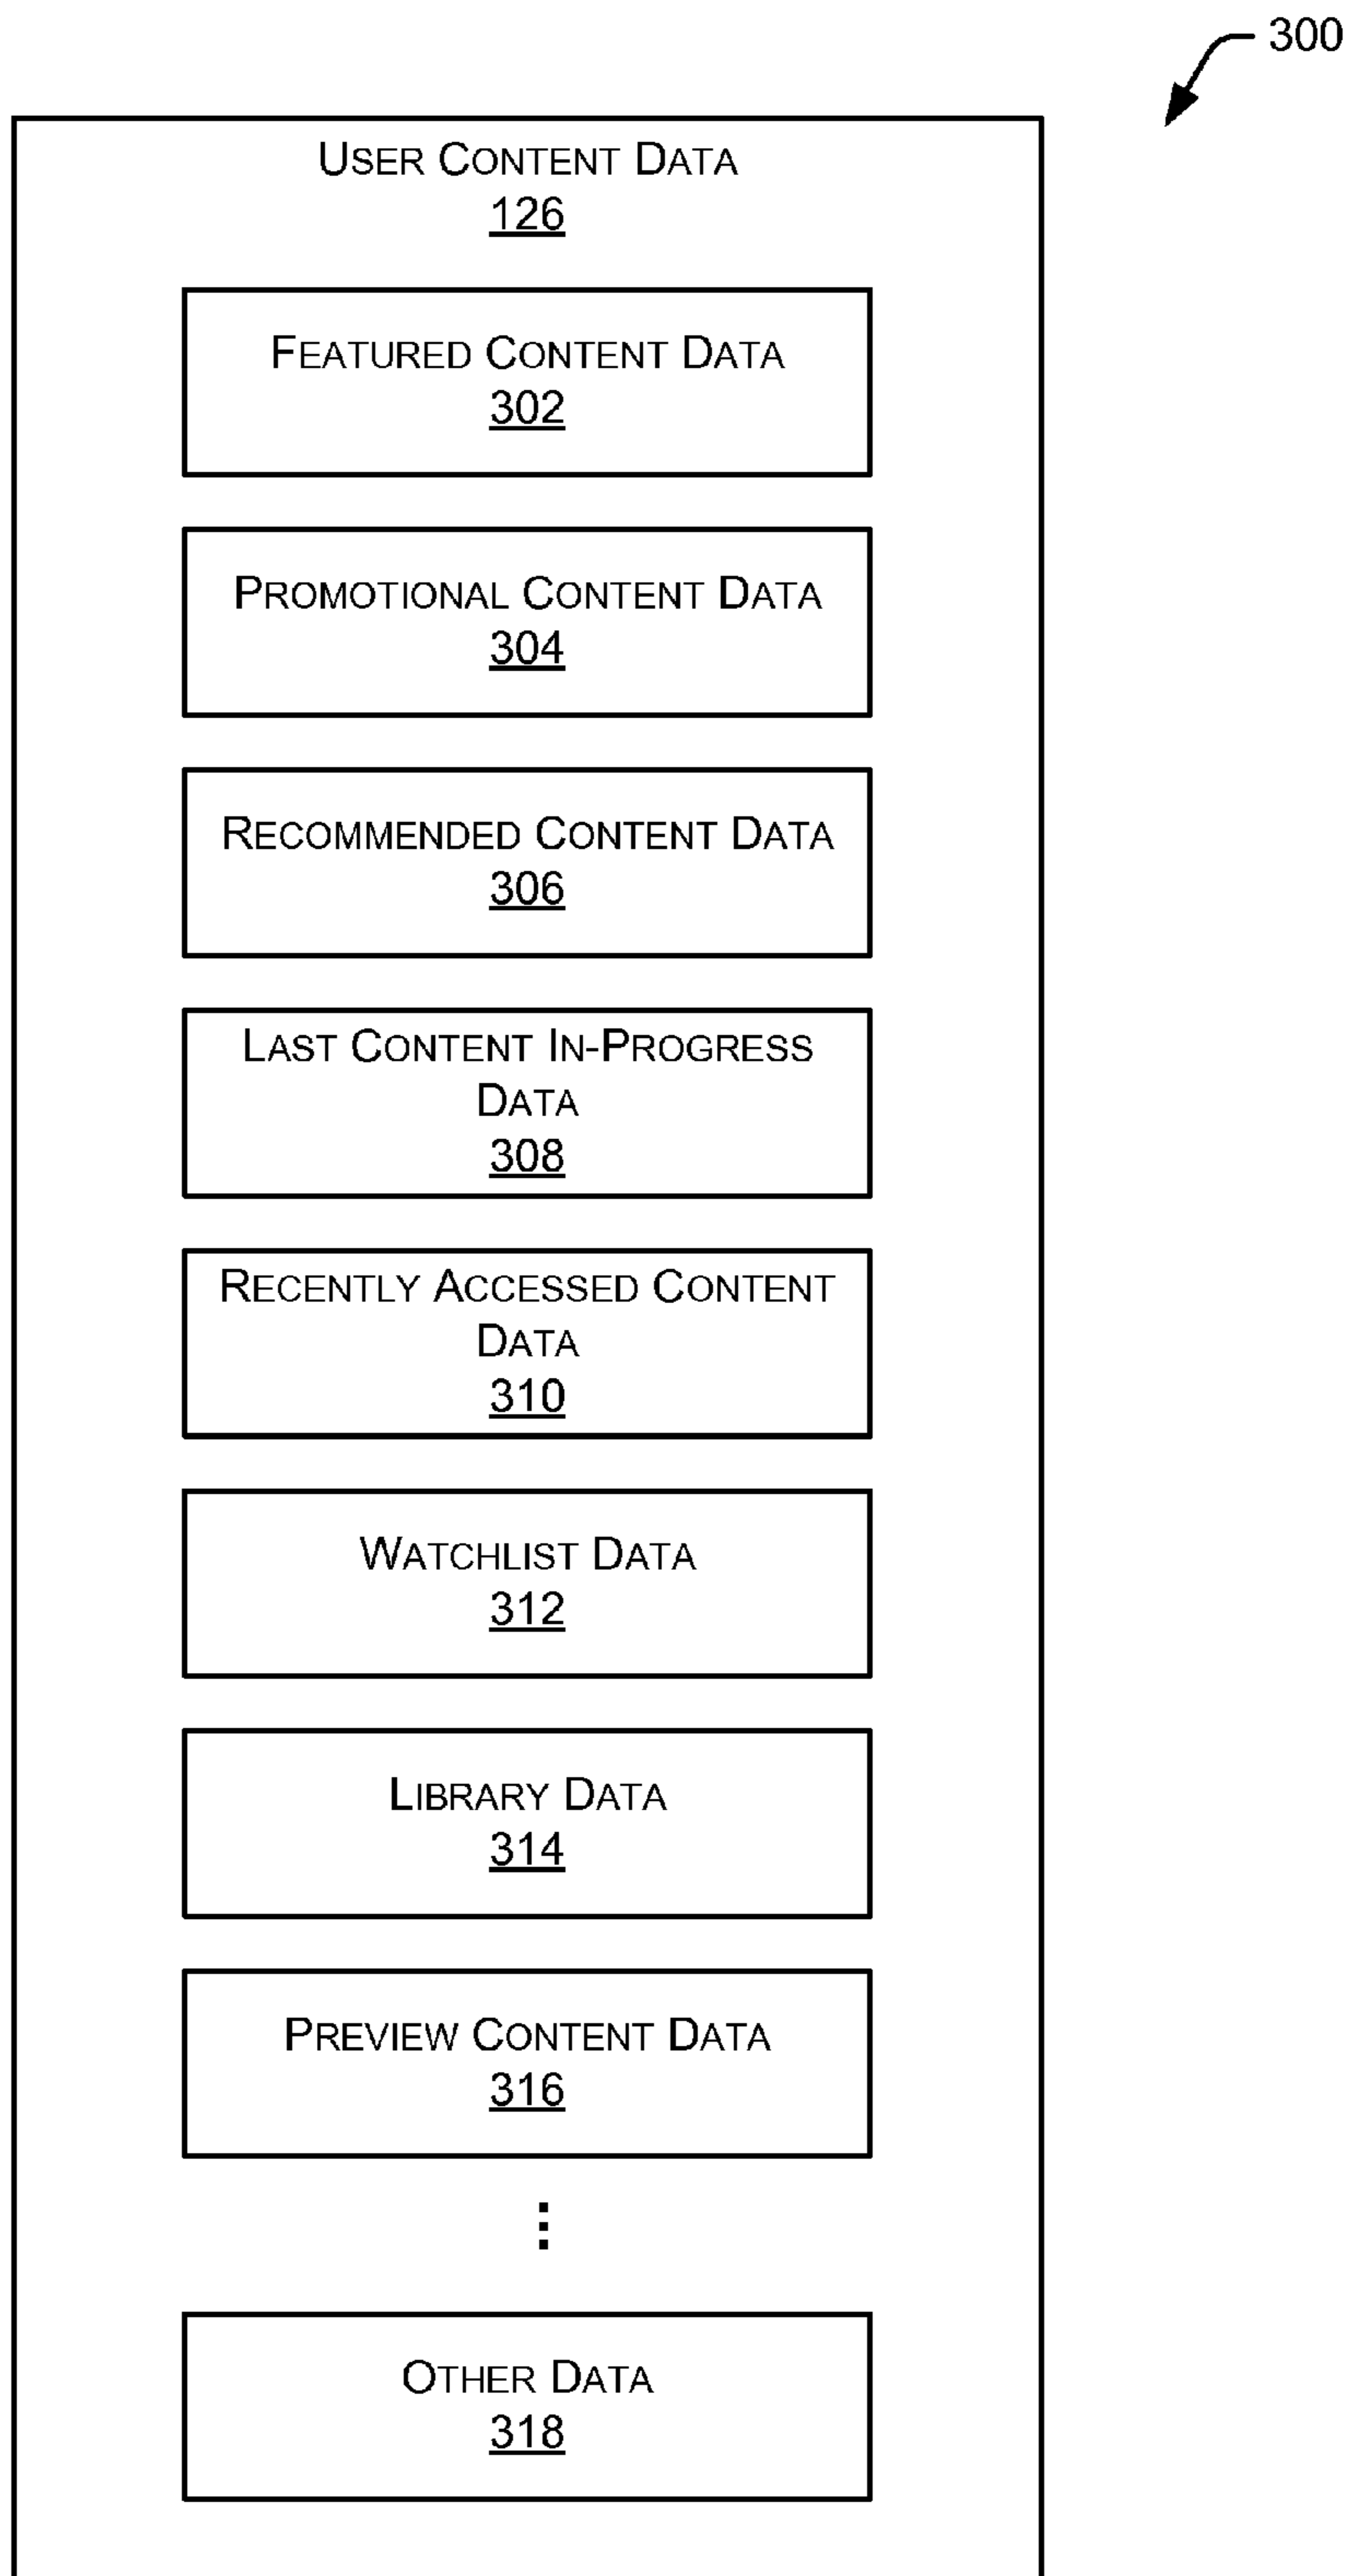 300
USER CONTENT DATA
126
FEATURED CONTENT DATA
302
PROMOTIONAL CONTENT DATA
304
RECOMMENDED CONTENT DATA
306
LAST CONTENT IN-PROGRESS
DATA
308
RECENTLY ACCESSED CONTENT
DATA
310
WATCHLIST DATA
312
LIBRARY DATA
314
PREVIEW CONTENT DATA
316
OTHER DATA
318